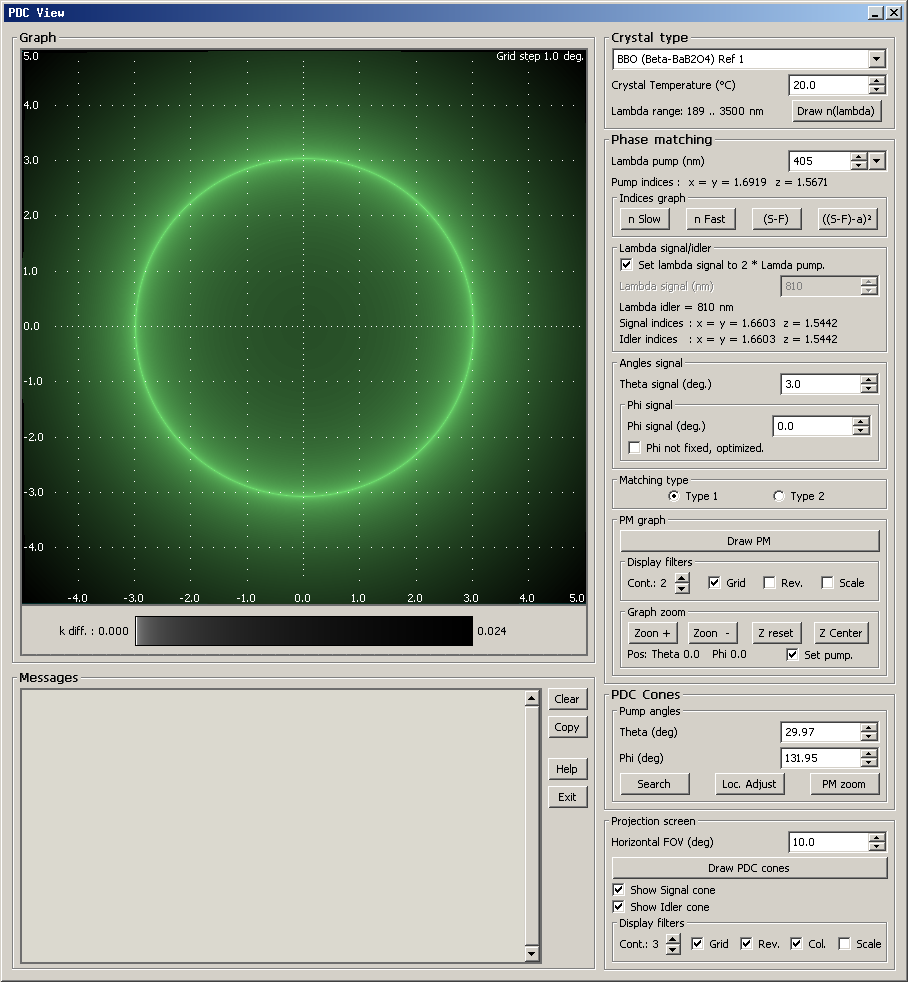 PDC View
Graph
5.0
Grid step 1.0 deg.
4.0
3.0
2.0
1.0
0.0
-1.0
-2.0
-3.0
-4.0
-4.0 -3.0 -2.0 -1.0 0.0 1.0 2.0 3.0 4.0 5.0
k diff. : 0.000
0.024
Messages
Clear
Copy
Help
Exit
Crystal type
BBO (Beta-BaB2O4) Ref 1
Crystal Temperature (°C) 20.0
Lambda range: 189 .. 3500 nm Draw n(lambda)
Phase matching
Lambda pump (nm) 405
Pump indices : x = y = 1.6919 z = 1.5671
Indices graph
n Slow n Fast (S-F) ((S-F)-a)²
Lambda signal/idler
Set lambda signal to 2 * Lamda pump.
Lambda signal (nm) 810
Lambda idler = 810 nm
Signal indices : x = y = 1.6603 z = 1.5442
Idler indices : x = y = 1.6603 z = 1.5442
Angles signal
Theta signal (deg.) 3.0
Phi signal
Phi signal (deg.) 0.0
Phi not fixed, optimized.
Matching type
Type 1 Type 2
PM graph
Draw PM
Display filters
Cont.: 2 Grid Rev. Scale
Graph zoom
Zoon + Zoon - Z reset Z Center
Pos: Theta 0.0 Phi 0.0 Set pump.
PDC Cones
Pump angles
Theta (deg) 29.97
Phi (deg) 131.95
Search Loc. Adjust PM zoom
Projection screen
Horizontal FOV (deg) 10.0
Draw PDC cones
Show Signal cone
Show Idler cone
Display filters
Cont.: 3 Grid Rev. Col. Scale